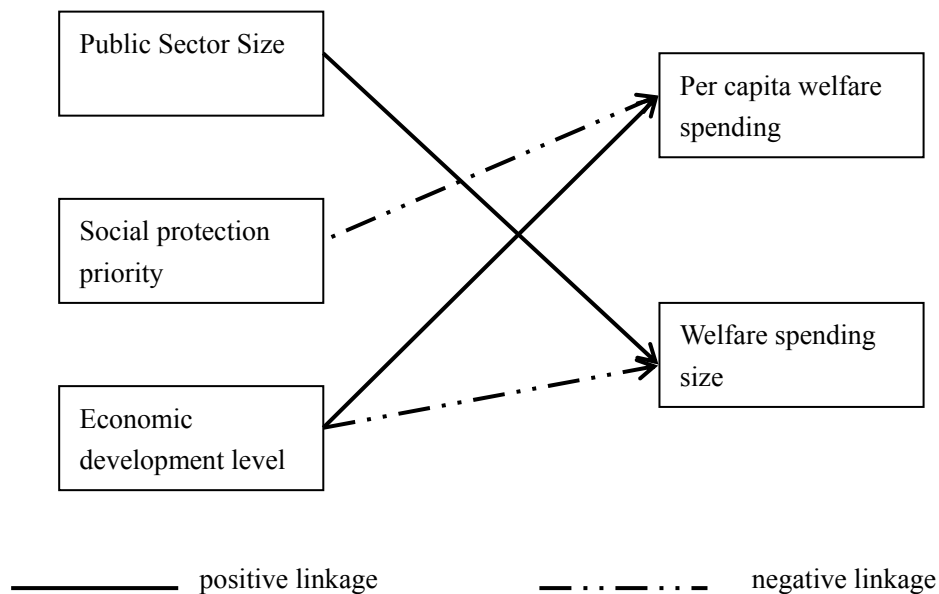 Public Sector Size
Social protection
priority
Economic
development level
Per capita welfare
spending
Welfare spending
size
positive linkage
negative linkage